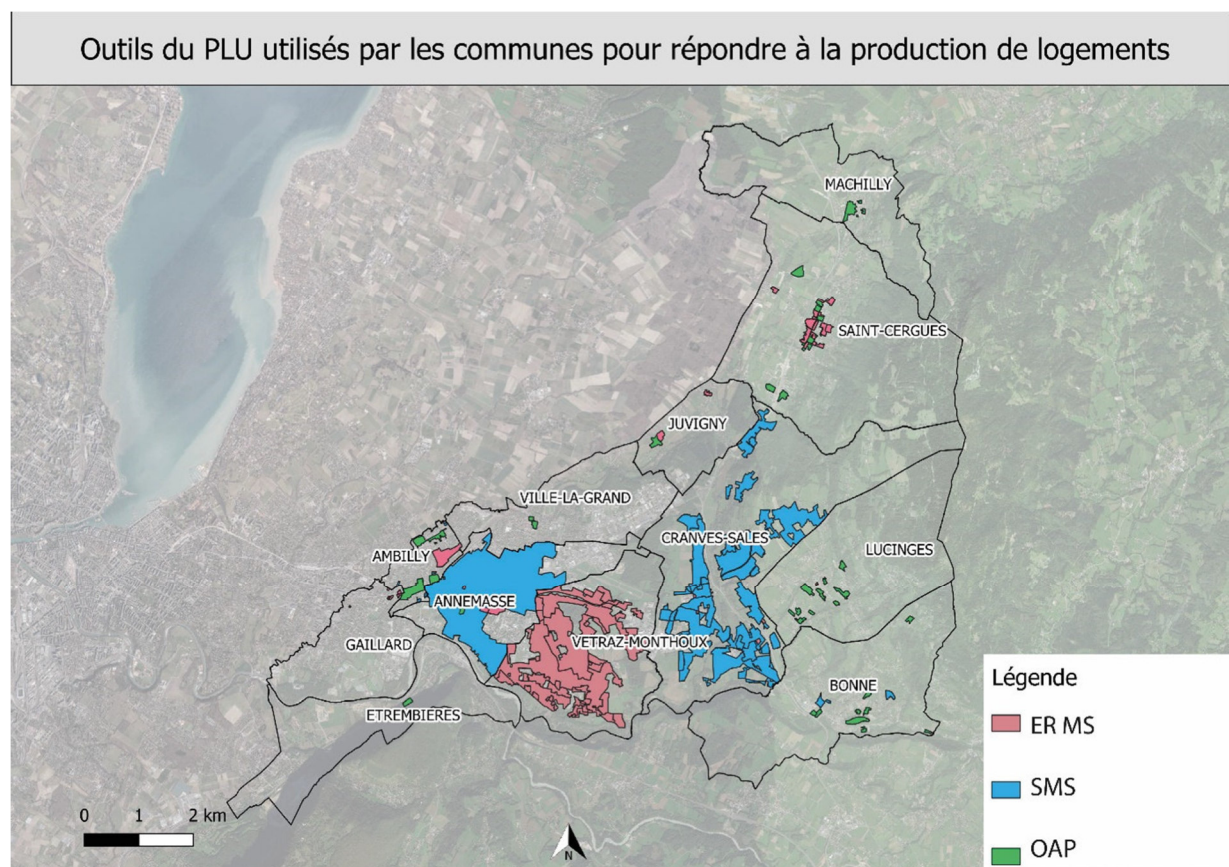 Outils du PLU utilisés par les communes pour répondre à la production de logements
MACHILLY
SAINT-CERGUES
JUVIGNY
VILLE-LA-GRAND
CRANVES-SALES
AMBILLY
LUCINGES
ANNEMASSE
VETRAZ-MONTHOUX
GAILLARD
BONNE
ETREMBIÈRES
Légende
ER MS
SMS
OAP
0 1 2 km
N